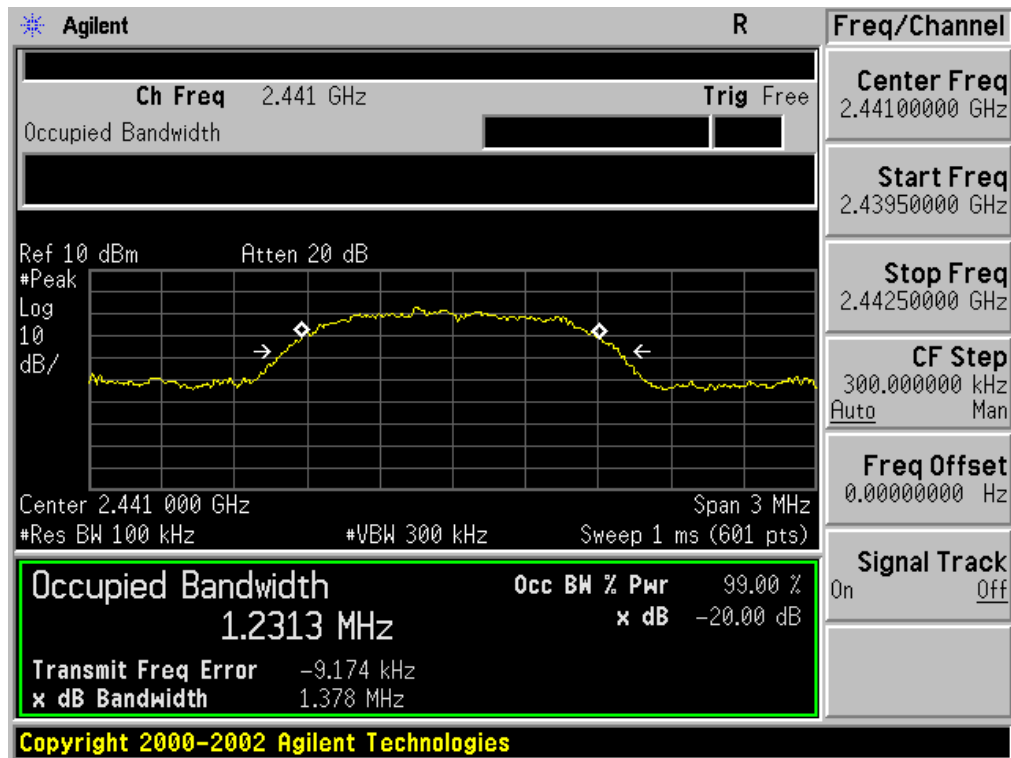 Agilent R Freq/Channel
Ch Freq 2.441 GHz Trig Free
Occupied Bandwidth
Center Freq
2.44100000 GHz
Start Freq
2.43950000 GHz
Stop Freq
2.44250000 GHz
CF Step
300.000000 kHz
Auto Man
Freq Offset
0.00000000 Hz
Signal Track
On Off
Ref 10 dBm Atten 20 dB
#Peak
Log
10
dB/
Center 2.441 000 GHz Span 3 MHz
#Res BW 100 kHz #VBW 300 kHz Sweep 1 ms (601 pts)
Occupied Bandwidth Occ BW % Pwr 99.00 %
1.2313 MHz x dB -20.00 dB
Transmit Freq Error -9.174 kHz
x dB Bandwidth 1.378 MHz
Copyright 2000-2002 Agilent Technologies